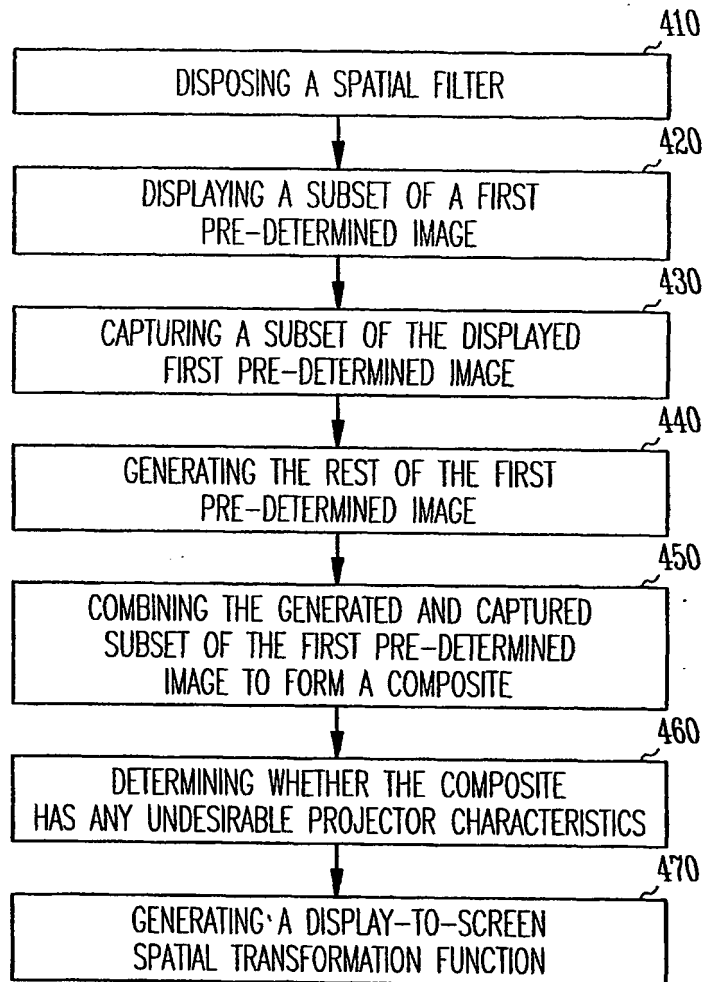 410
DISPOSING A SPATIAL FILTER
420
DISPLAYING A SUBSET OF A FIRST
PRE-DETERMINED IMAGE
430
CAPTURING A SUBSET OF THE DISPLAYED
FIRST PRE-DETERMINED IMAGE
440
GENERATING THE REST OF THE FIRST
PRE-DETERMINED IMAGE
450
COMBINING THE GENERATED AND CAPTURED
SUBSET OF THE FIRST PRE-DETERMINED
IMAGE TO FORM A COMPOSITE
460
DETERMINING WHETHER THE COMPOSITE
HAS ANY UNDESIRABLE PROJECTOR CHARACTERISTICS
470
GENERATING A DISPLAY-TO-SCREEN
SPATIAL TRANSFORMATION FUNCTION